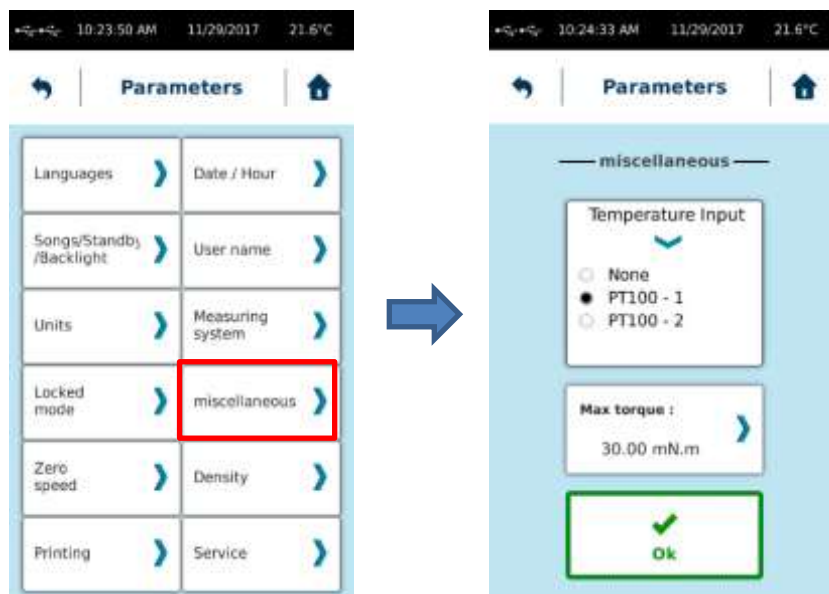 10:23:50 AM 11/29/2017 21.6°C
Parameters
Languages
Date / Hour
Songs/Standby
/Backlight
User name
Units
Measuring
system
Locked
mode
miscellaneous
Zero
speed
Density
Printing
Service
10:24:33 AM 11/29/2017 21.6°C
Parameters
miscellaneous
Temperature Input
None
PT100 - 1
PT100 - 2
Max torque :
30.00 mN.m
Ok